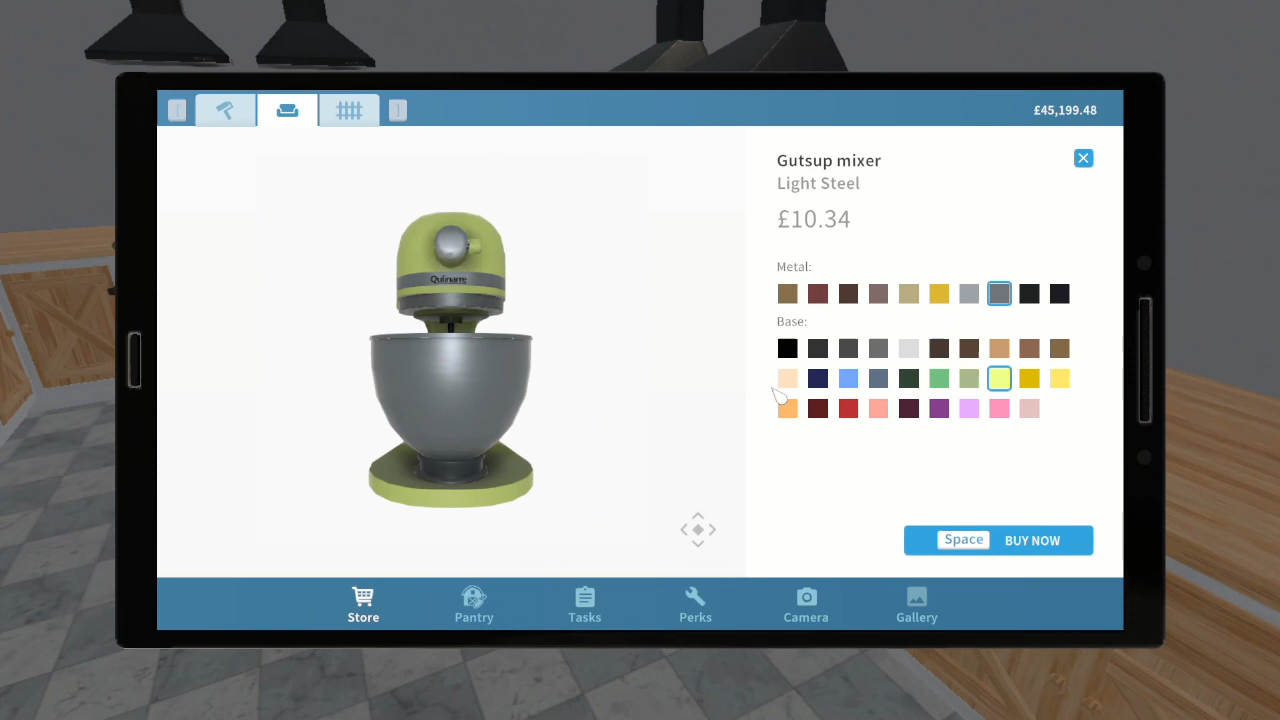 £45,199.48
Gutsup mixer
Light Steel
£10.34
Metal:
Base:
Qulinarre
Space BUY NOW
Store Pantry Tasks Perks Camera Gallery